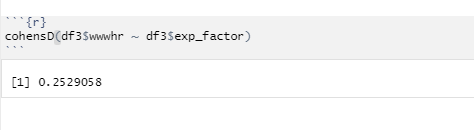 ```{r}
cohensD(df3$wwwhr ~ df3$exp_factor)
```
[1] 0.2529058